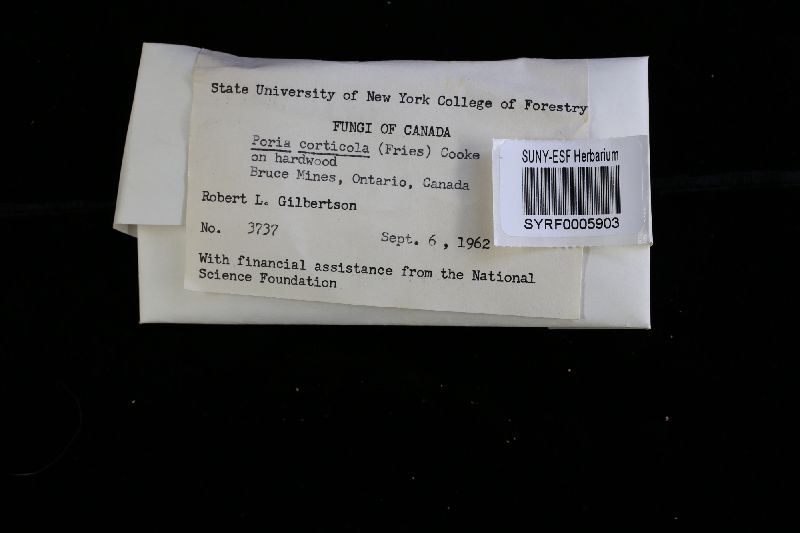 State University of New York College of Forestry
FUNGI OF CANADA
Poria corticola (Fries) Cooke
on hardwood
Bruce Mines, Ontario, Canada
Robert L. Gilbertson
No. 3737 Sept. 6, 1962
With financial assistance from the National
Science Foundation
SUNY-ESF Herbarium
SYRF0005903